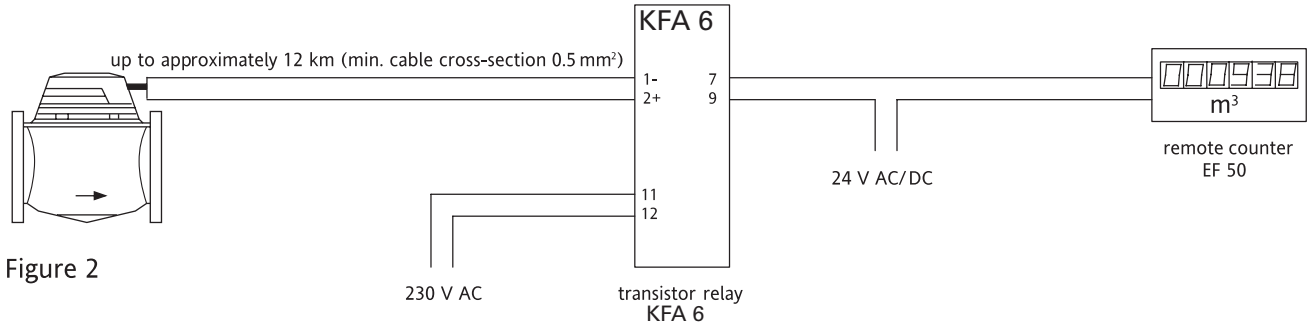 KFA 6
up to approximately 12 km (min. cable cross-section 0.5 mm²)
1-
7
2+
9
000938
m³
remote counter
EF 50
24 V AC/DC
11
12
Figure 2
230 V AC
transistor relay
KFA 6